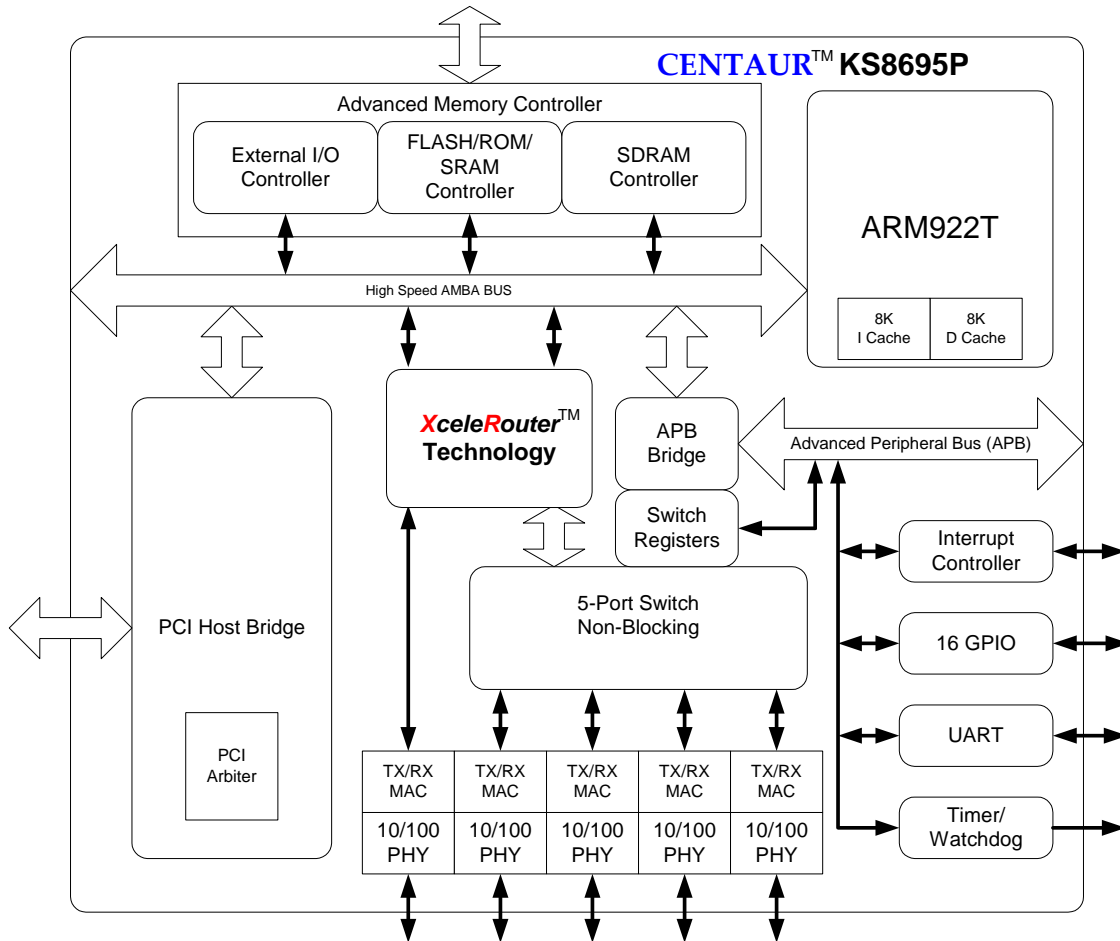 CENTAUR™ KS8695P
Advanced Memory Controller
External I/O
Controller
FLASH/ROM/
SRAM
Controller
SDRAM
Controller
ARM922T
8K
I Cache
8K
D Cache
High Speed AMBA BUS
XceleRouter™
Technology
APB
Bridge
Advanced Peripheral Bus (APB)
Switch
Registers
Interrupt
Controller
5-Port Switch
Non-Blocking
PCI Host Bridge
16 GPIO
UART
PCI
Arbiter
TX/RX
MAC
TX/RX
MAC
TX/RX
MAC
TX/RX
MAC
TX/RX
MAC
Timer/
Watchdog
10/100
PHY
10/100
PHY
10/100
PHY
10/100
PHY
10/100
PHY